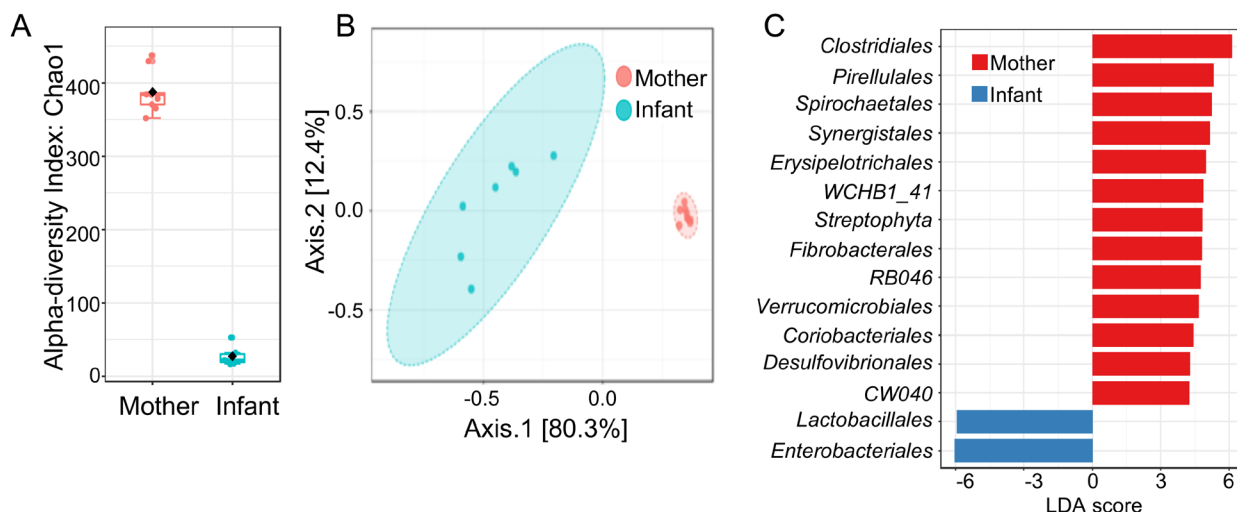 A
Alpha-diversity Index: Chao1
400
300
200
100
0
Mother
Infant
B
Axis.2 [12.4%]
0.5
0.0
-0.5
-0.5
0.0
Axis.1 [80.3%]
Mother
Infant
C
Clostridiales
Pirellulales
Spirochaetales
Synergistales
Erysipelotrichales
WCHB1_41
Streptophyta
Fibrobacterales
RB046
Verrucomicrobiales
Coriobacteriales
Desulfovibrionales
CW040
Lactobacillales
Enterobacteriales
Mother
Infant
-6
-3
0
3
6
LDA score